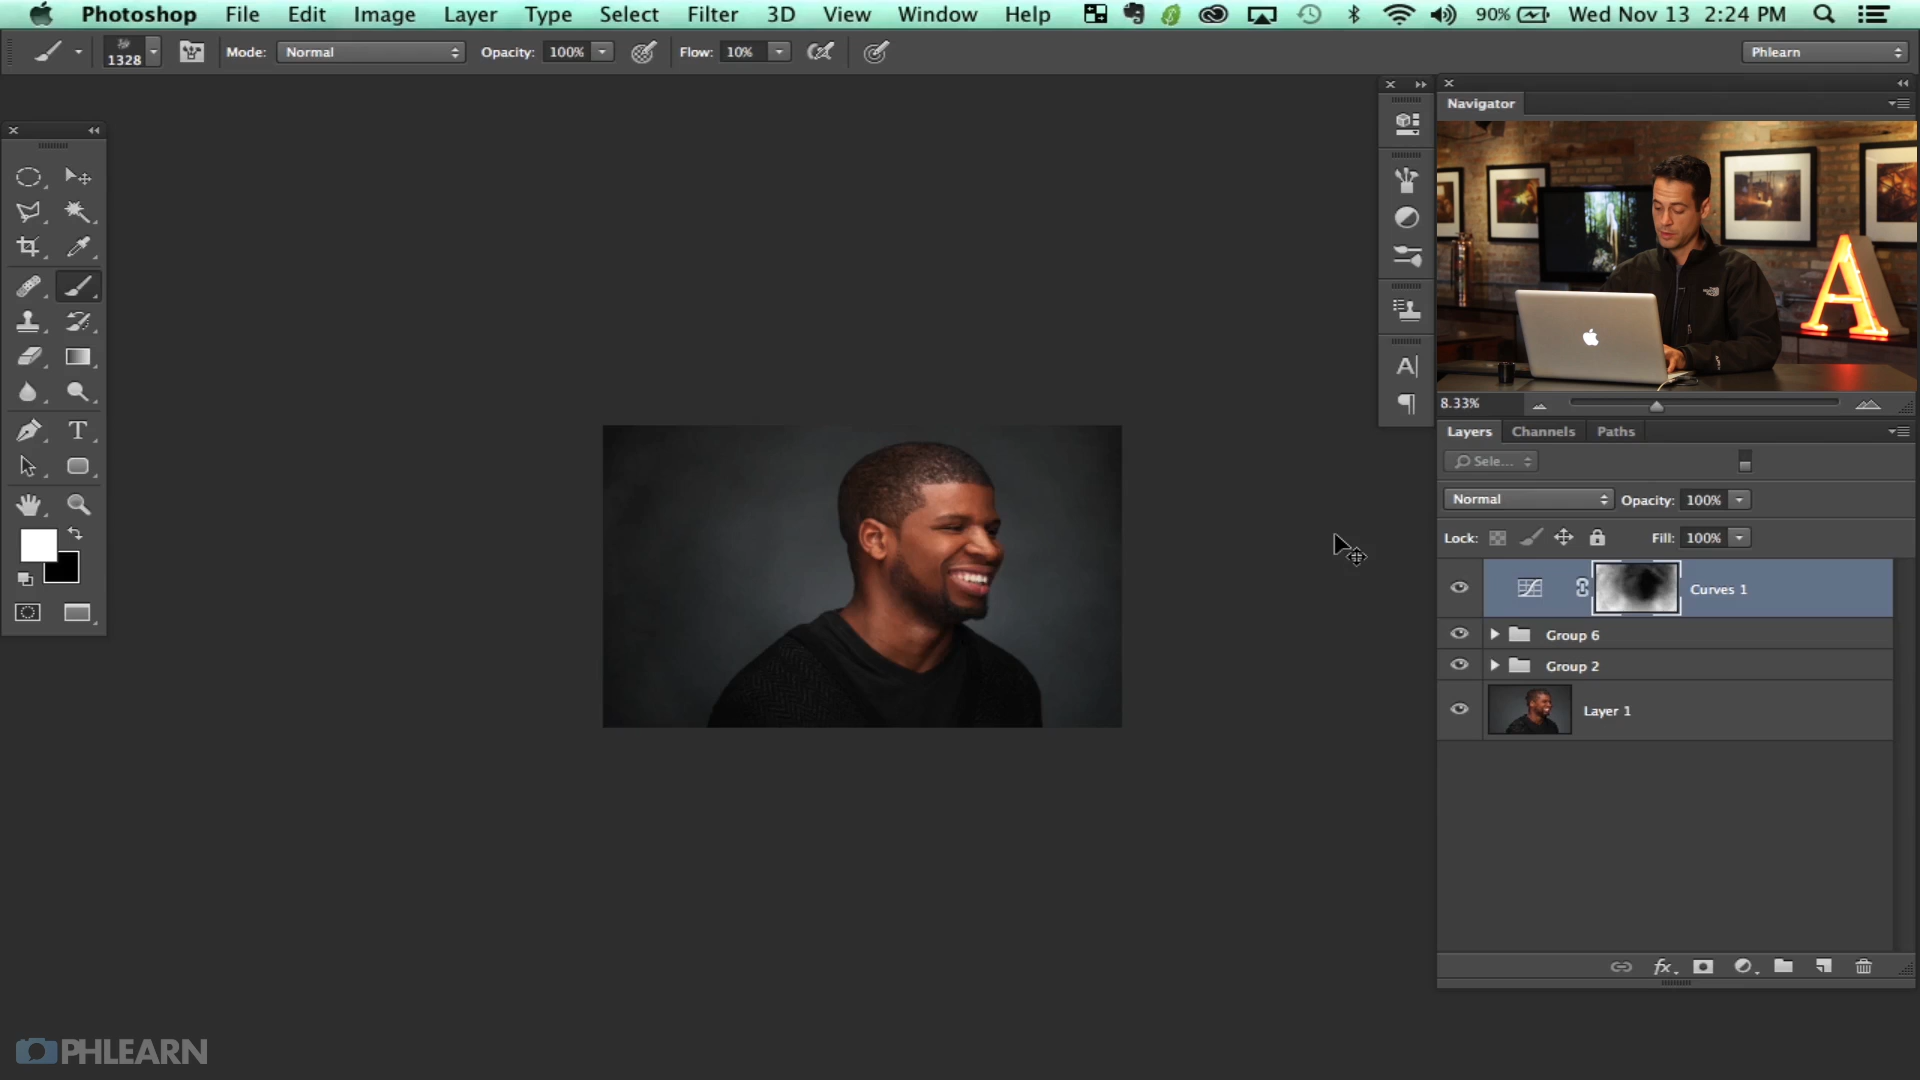 Photoshop File Edit Image Layer Type Select Filter 3D View Window Help 90% Wed Nov 13 2:24 PM
1328 Mode: Normal Opacity: 100% Flow: 10% Phlearn
Navigator
A
8.33%
Layers Channels Paths
Sele...
Normal Opacity: 100%
Lock: Fill: 100%
Curves 1
Group 6
Group 2
Layer 1
fx
PHLEARN